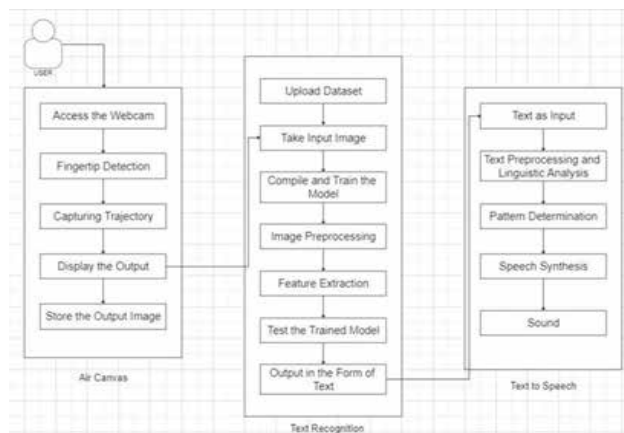 USER
Access the Webcam
Fingertip Detection
Capturing Trajectory
Display the Output
Store the Output Image
Air Canvas
Upload Dataset
Take Input Image
Compile and Train the
Model
Image Preprocessing
Feature Extraction
Test the Trained Model
Output in the Form of
Text
Text Recognition
Text as Input
Text Preprocessing and
Linguistic Analysis
Pattern Determination
Speech Synthesis
Sound
Text to Speech